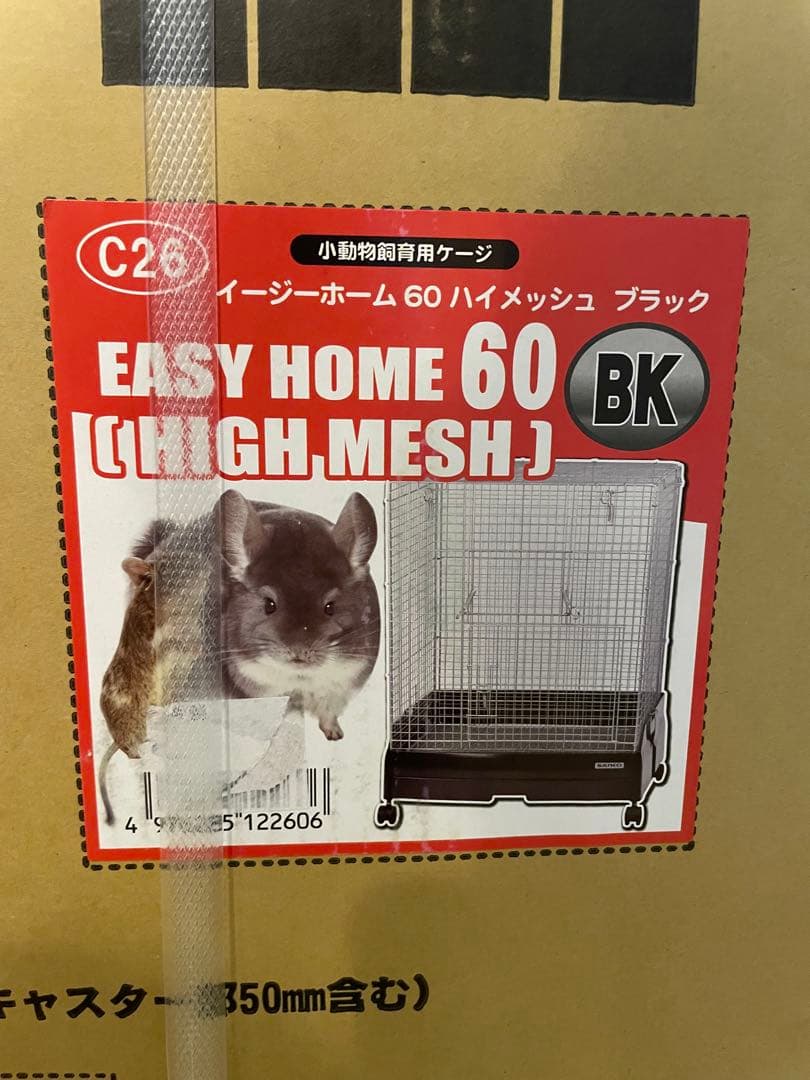 C26
小動物飼育用ケージ
イージーホーム 60 ハイメッシュ ブラック
EASY HOME 60
(HIGH MESH)
BK
SANKO
5"122606
キャスター 350mm含む)